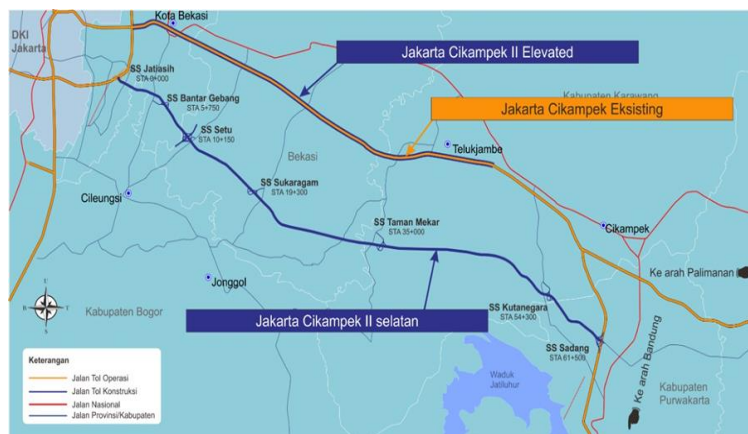 Kota Bekasi
DKI
Jakarta
Jakarta Cikampek II Elevated
SS Jatiasih
STA 0+000
SS Bantar Gebang
STA 5+750
Kabupaten Karawang
Jakarta Cikampek Eksisting
SS Setu
STA 10+150
Bekasi
Telukjambe
SS Sukaragam
STA 19+300
Cileungsi
SS Taman Mekar
STA 35+000
Cikampek
Ke arah Palimanan
Jonggol
U
B
T
S
Kabupaten Bogor
Jakarta Cikampek II selatan
SS Kutanegara
STA 54+300
SS Sadang
STA 61+500
Keterangan
Jalan Tol Operasi
Jalan Tol Konstruksi
Jalan Nasional
Jalan Provinsi/Kabupaten
Waduk
Jatiluhur
Ke arah Bandung
Kabupaten
Purwakarta